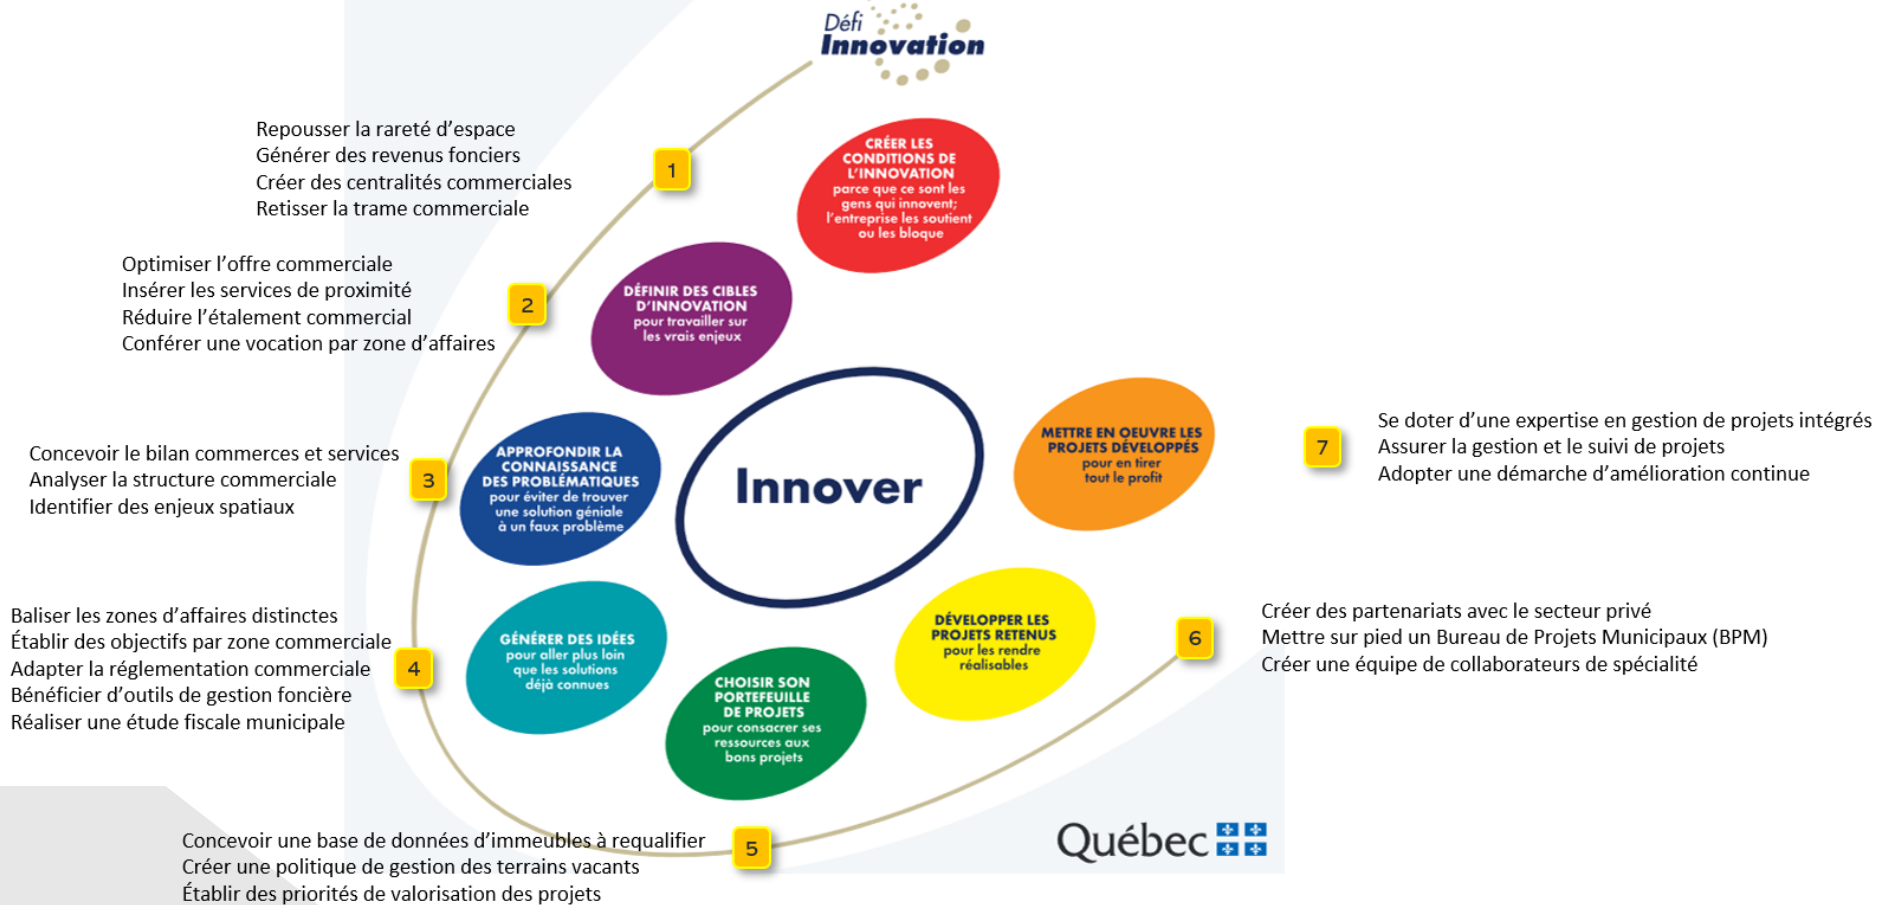 Défi
Innovation
1
Repousser la rareté d’espace
Générer des revenus fonciers
Créer des centralités commerciales
Retisser la trame commerciale
CRÉER LES
CONDITIONS DE
L’INNOVATION
parce que ce sont les
gens qui innovent;
l’entreprise les soutient
ou les bloque
2
Optimiser l’offre commerciale
Insérer les services de proximité
Réduire l’étalement commercial
Conférer une vocation par zone d’affaires
DÉFINIR DES CIBLES
D’INNOVATION
pour travailler sur
les vrais enjeux
3
Concevoir le bilan commerces et services
Analyser la structure commerciale
Identifier des enjeux spatiaux
APPROFONDIR LA
CONNAISSANCE
DES PROBLÉMATIQUES
pour éviter de trouver
une solution géniale
à un faux problème
Innover
METTRE EN OEUVRE LES
PROJETS DÉVELOPPÉS
pour en tirer
tout le profit
7
Se doter d’une expertise en gestion de projets intégrés
Assurer la gestion et le suivi de projets
Adopter une démarche d’amélioration continue
4
Baliser les zones d’affaires distinctes
Établir des objectifs par zone commerciale
Adapter la réglementation commerciale
Bénéficier d’outils de gestion foncière
Réaliser une étude fiscale municipale
GÉNÉRER DES IDÉES
pour aller plus loin
que les solutions
déjà connues
CHOISIR SON
PORTEFEUILLE
DE PROJETS
pour consacrer ses
ressources aux
bons projets
DÉVELOPPER LES
PROJETS RETENUS
pour les rendre
réalisables
6
Créer des partenariats avec le secteur privé
Mettre sur pied un Bureau de Projets Municipaux (BPM)
Créer une équipe de collaborateurs de spécialité
5
Concevoir une base de données d’immeubles à requalifier
Créer une politique de gestion des terrains vacants
Établir des priorités de valorisation des projets
Québec